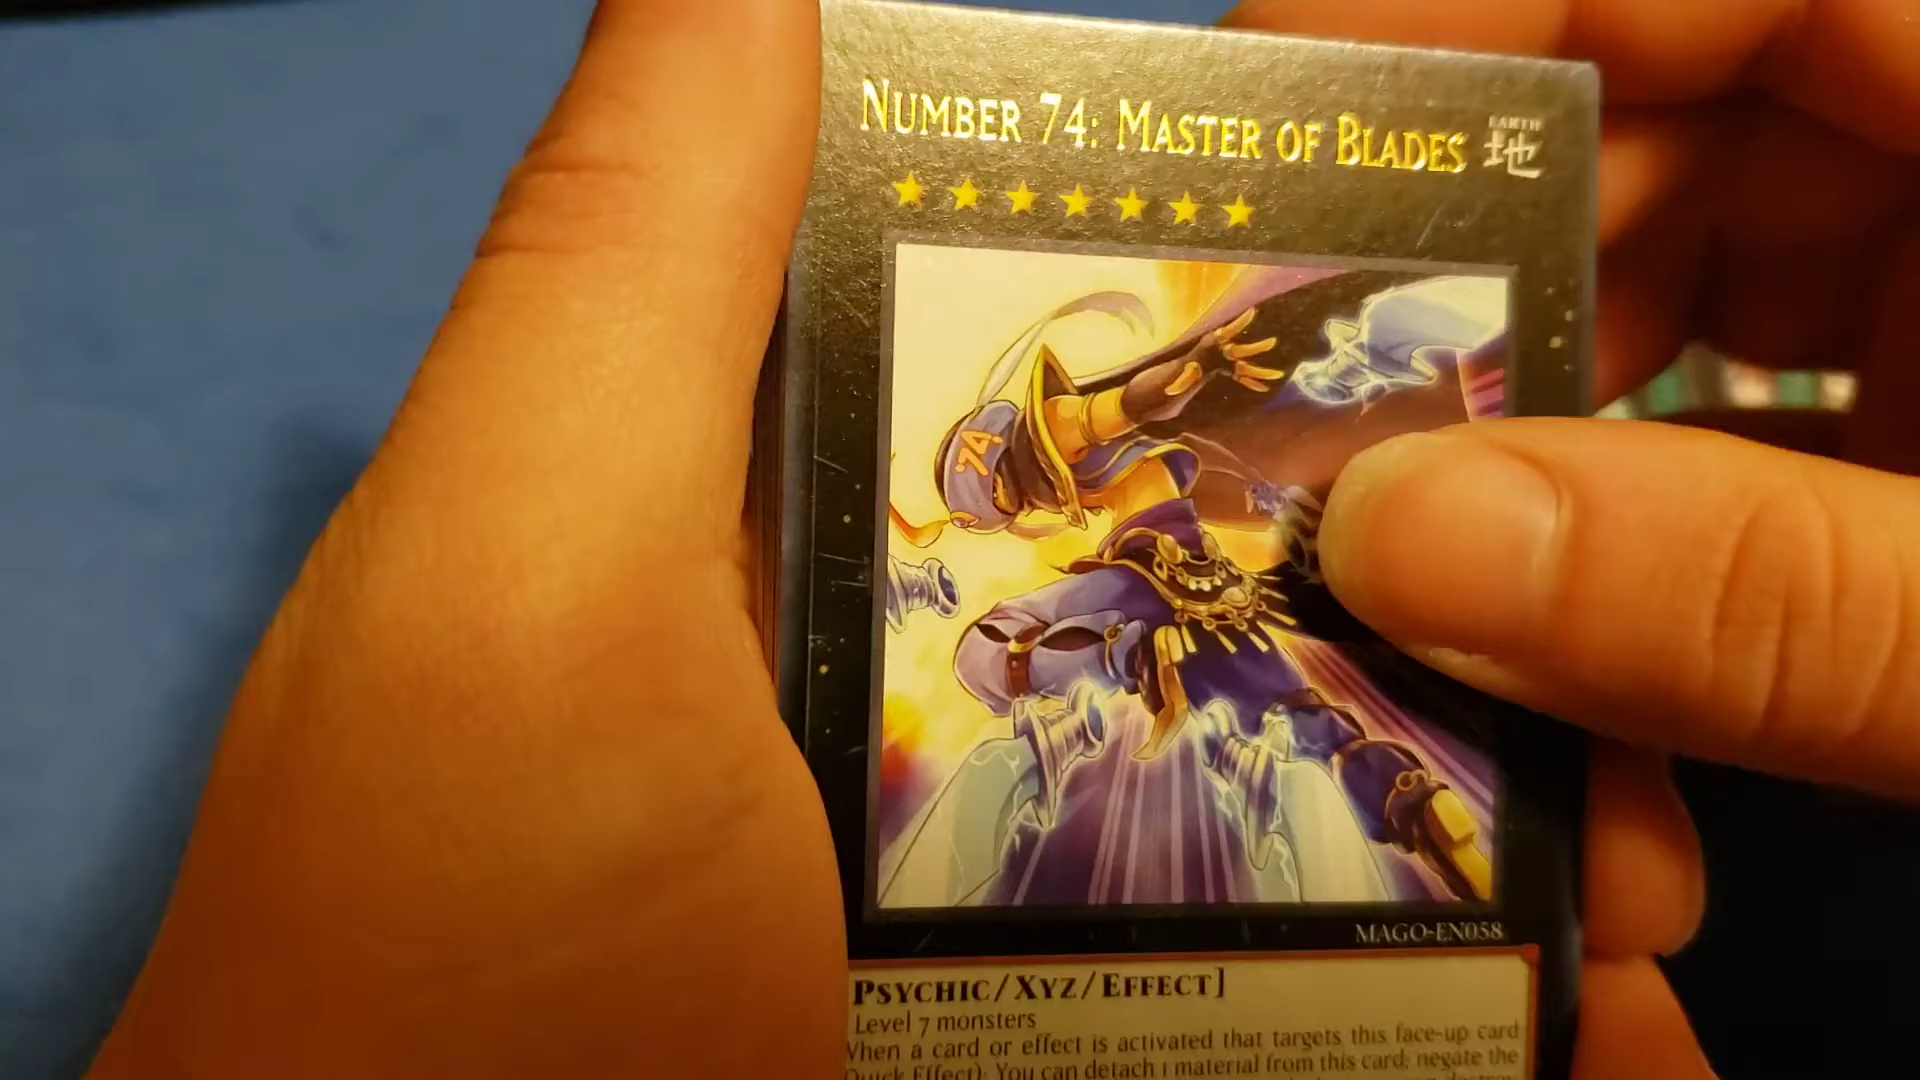 NUMBER 74: MASTER OF BLADES
EARTH
地
74
MAGO-EN058
PSYCHIC/XYZ/EFFECT]
Level 7 monsters
When a card or effect is activated that targets this face-up card
Quick Effect): You can detach 1 material from this card; negate the